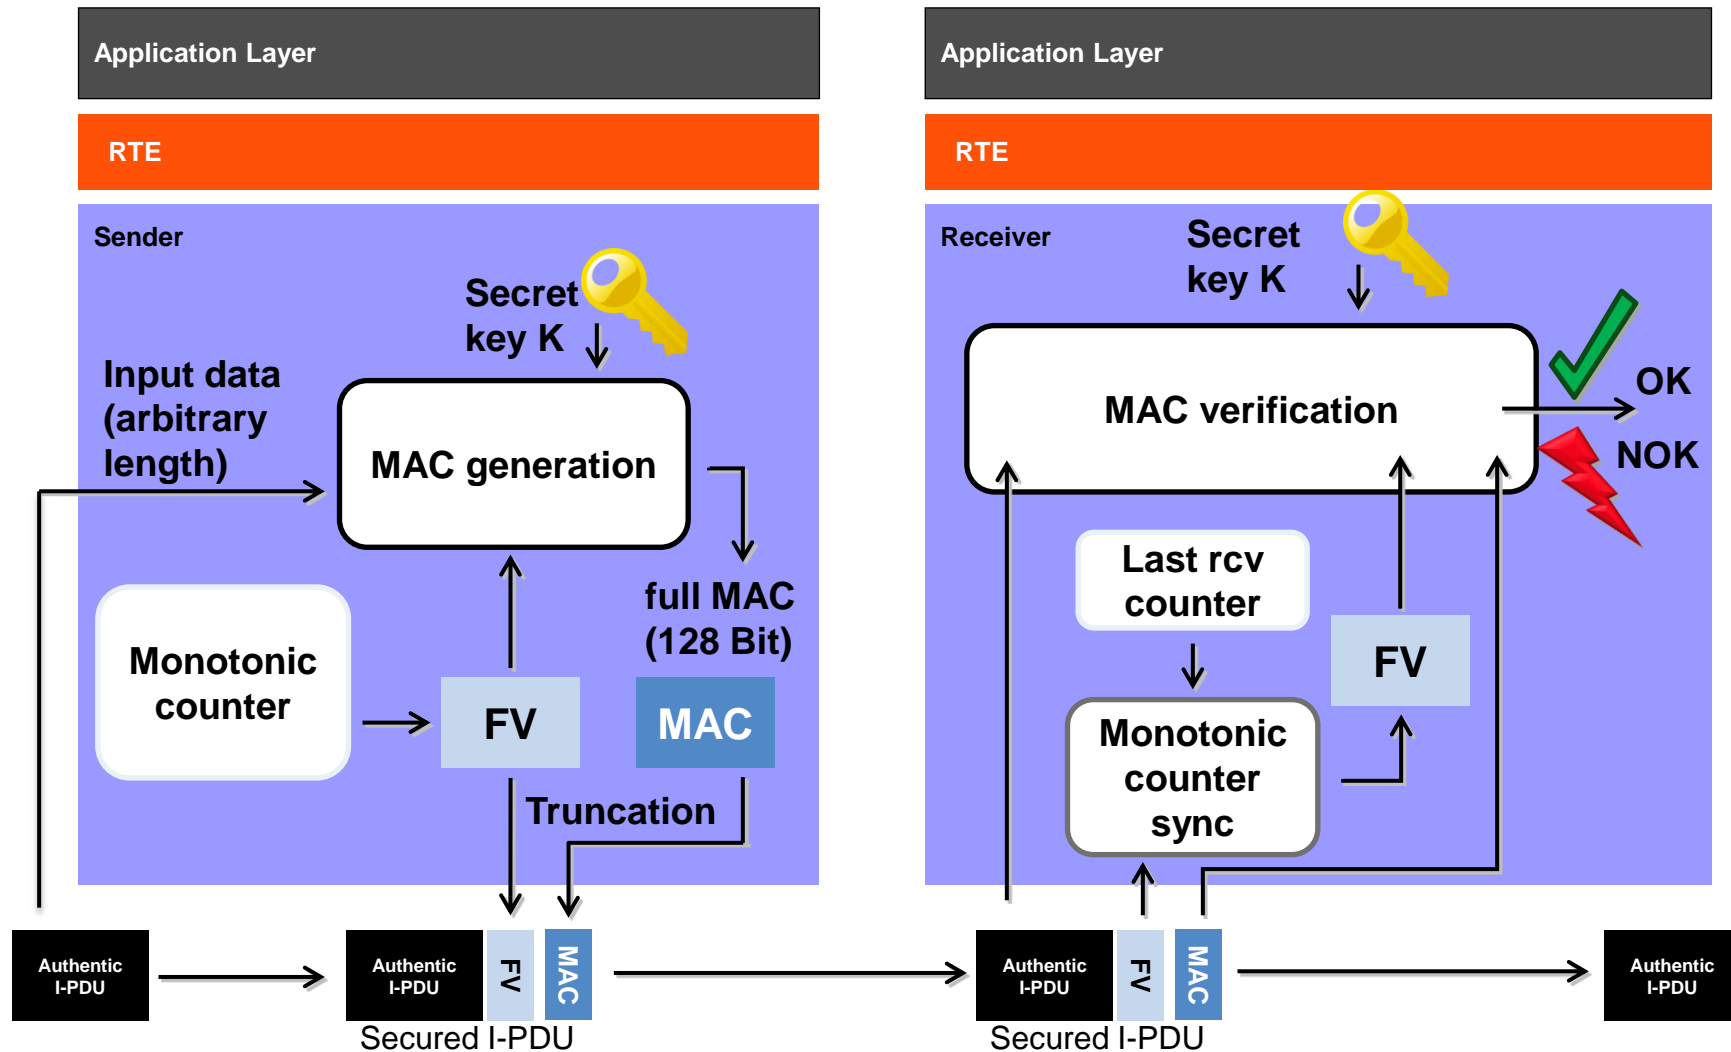 Application Layer
RTE
Sender
Secret
key K
Input data
(arbitrary
length)
MAC generation
full MAC
(128 Bit)
Monotonic
counter
FV
MAC
Truncation
Authentic
I-PDU
Authentic
I-PDU
FV
MAC
Secured I-PDU
Application Layer
RTE
Receiver
Secret
key K
MAC verification
OK
NOK
Last rcv
counter
FV
Monotonic
counter
sync
Authentic
I-PDU
FV
MAC
Secured I-PDU
Authentic
I-PDU